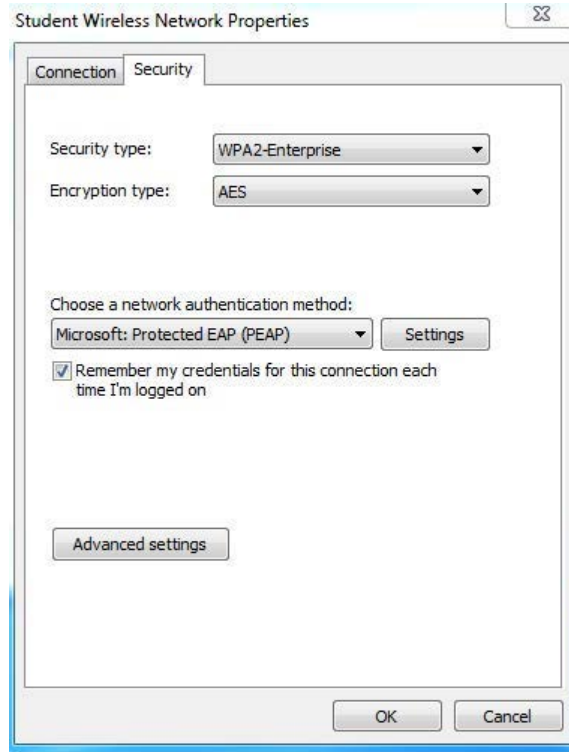 Student Wireless Network Properties
Connection Security
Security type: WPA2-Enterprise
Encryption type: AES
Choose a network authentication method:
Microsoft: Protected EAP (PEAP) Settings
Remember my credentials for this connection each
time I'm logged on
Advanced settings
OK Cancel